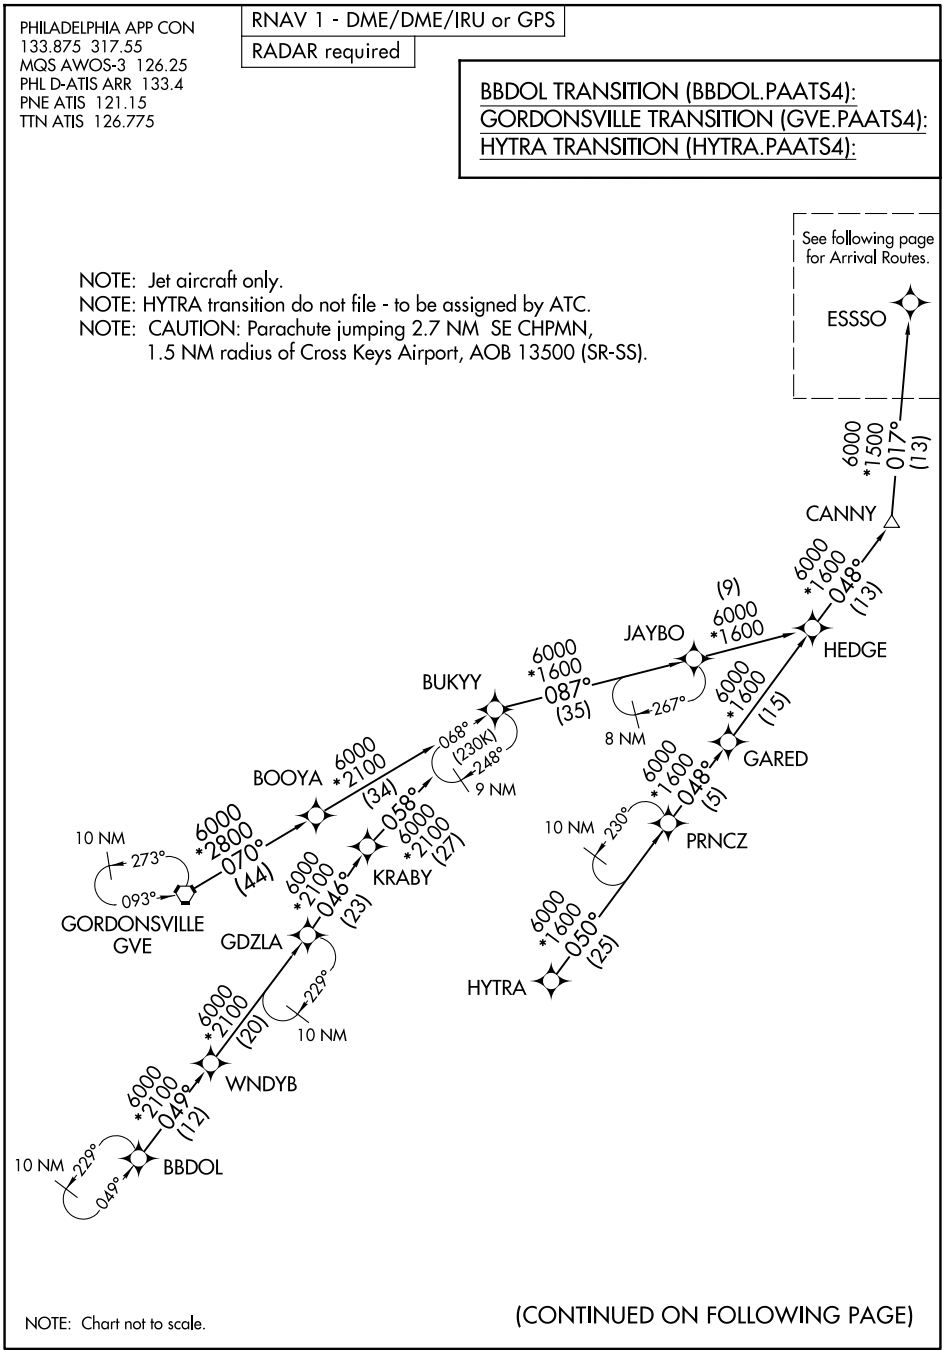 PHILADELPHIA APP CON
133.875 317.55
MQS AWOS-3 126.25
PHL D-ATIS ARR 133.4
PNE ATIS 121.15
TTN ATIS 126.775
RNAV 1 - DME/DME/IRU or GPS
RADAR required
BBDOL TRANSITION (BBDOL.PAATS4):
GORDONSVILLE TRANSITION (GVE.PAATS4):
HYTRA TRANSITION (HYTRA.PAATS4):
See following page
for Arrival Routes.
NOTE: Jet aircraft only.
NOTE: HYTRA transition do not file - to be assigned by ATC.
NOTE: CAUTION: Parachute jumping 2.7 NM SE CHPMN,
1.5 NM radius of Cross Keys Airport, AOB 13500 (SR-SS).
ESSSO
6000
*1500
017°
(13)
CANNY
6000
*1600
048°
(13)
(9)
6000
*1600
JAYBO
HEDGE
6000
*1600
087°
(35)
BUKYY
267°
8 NM
6000
*1600
(15)
GARED
068°
(230K)
248°
9 NM
6000
*2100
(34)
BOOYA
058°
6000
*2100
(27)
KRABY
6000
*1600
048°
(5)
PRNCZ
10 NM
230°
6000
*2800
070°
(44)
10 NM
273°
093°
GORDONSVILLE
GVE
6000
*2100
046°
(23)
GDZLA
229°
10 NM
6000
*1600
050°
(25)
HYTRA
6000
*2100
(20)
WNDYB
6000
*2100
049°
(12)
10 NM
229°
049°
BBDOL
NOTE: Chart not to scale.
(CONTINUED ON FOLLOWING PAGE)